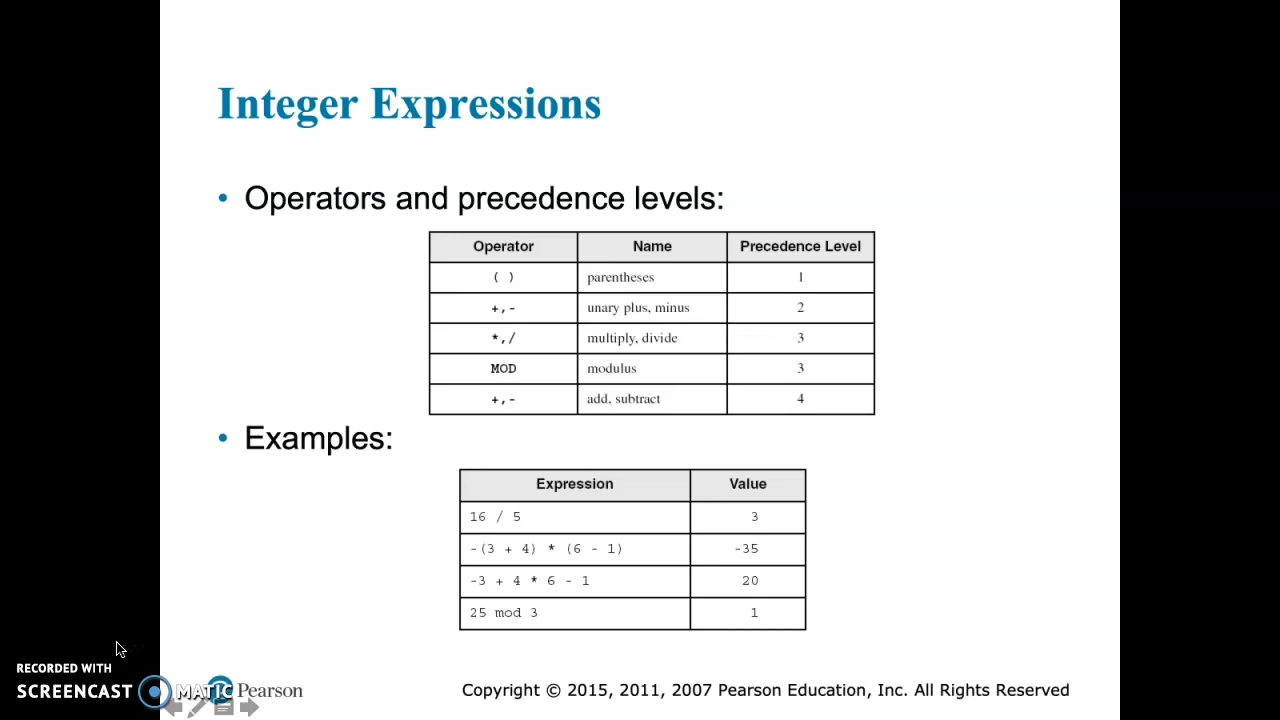 Integer Expressions
• Operators and precedence levels:
Operator Name Precedence Level
( ) parentheses 1
+,- unary plus, minus 2
*,/ multiply, divide 3
MOD modulus 3
+,- add, subtract 4
• Examples:
Expression Value
16 / 5 3
-(3 + 4) * (6 - 1) -35
-3 + 4 * 6 - 1 20
25 mod 3 1
RECORDED WITH
SCREENCAST MATIC
Pearson
Copyright © 2015, 2011, 2007 Pearson Education, Inc. All Rights Reserved